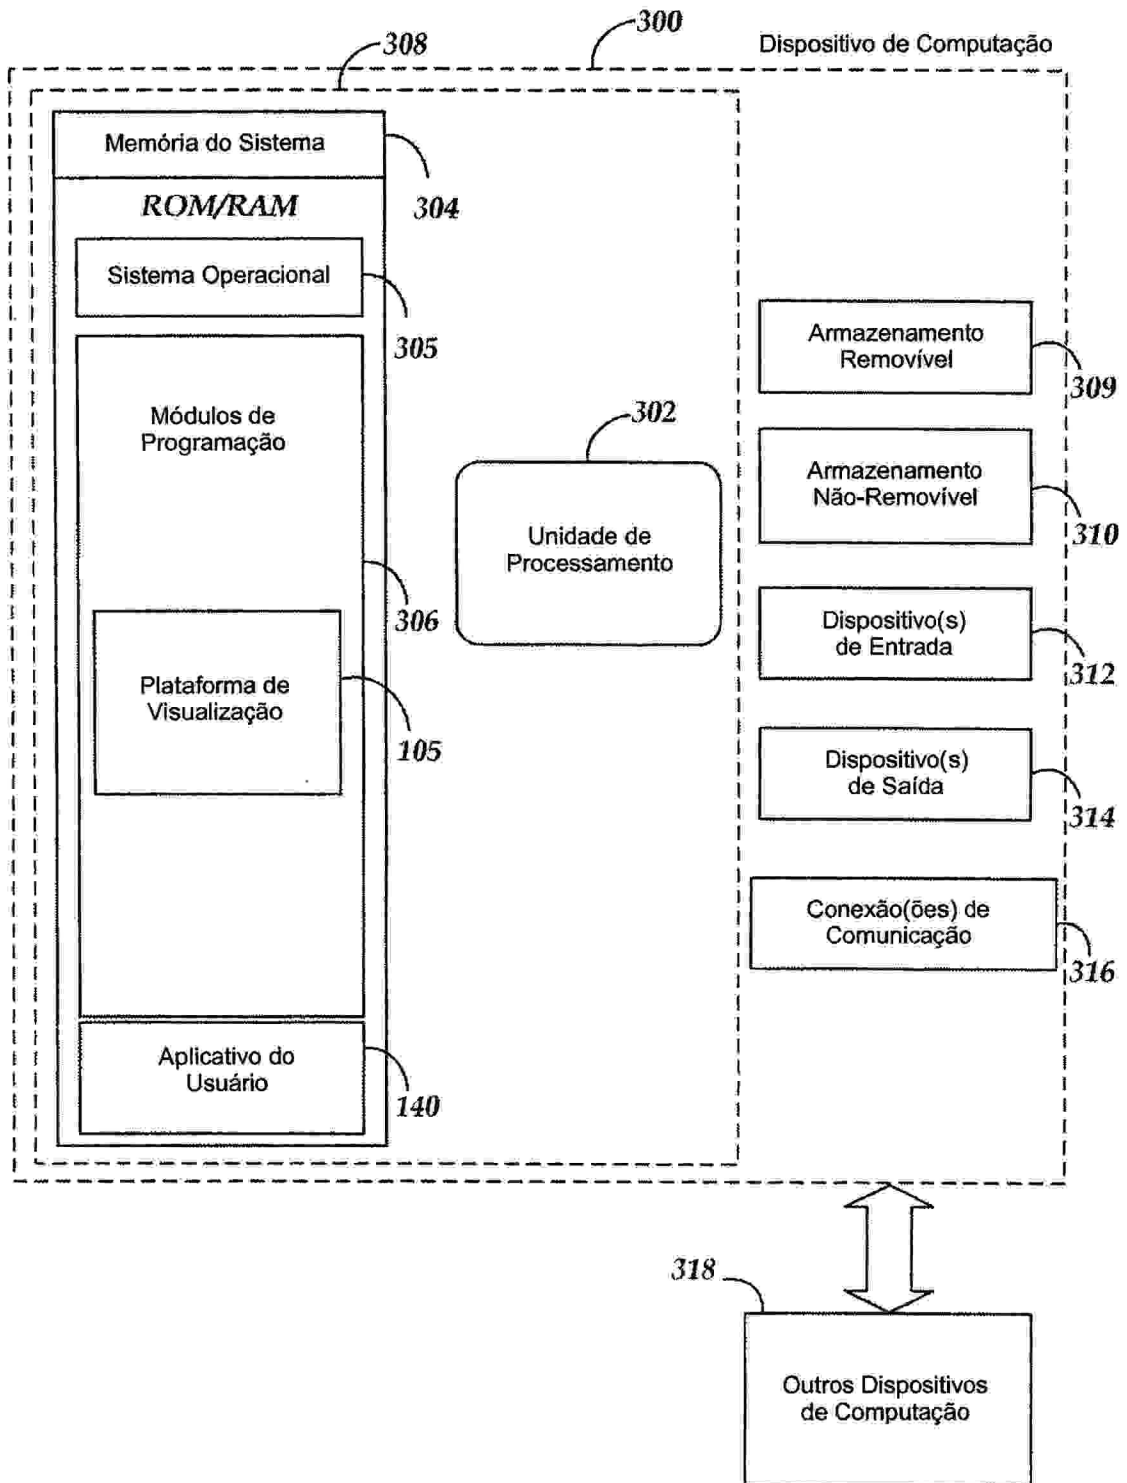 300
Dispositivo de Computação
308
Memória do Sistema
304
ROM/RAM
Sistema Operacional
305
Módulos de
Programação
306
Plataforma de
Visualização
105
Aplicativo do
Usuário
140
302
Unidade de
Processamento
Armazenamento
Removível
309
Armazenamento
Não-Removível
310
Dispositivo(s)
de Entrada
312
Dispositivo(s)
de Saída
314
Conexão(ões) de
Comunicação
316
318
Outros Dispositivos
de Computação